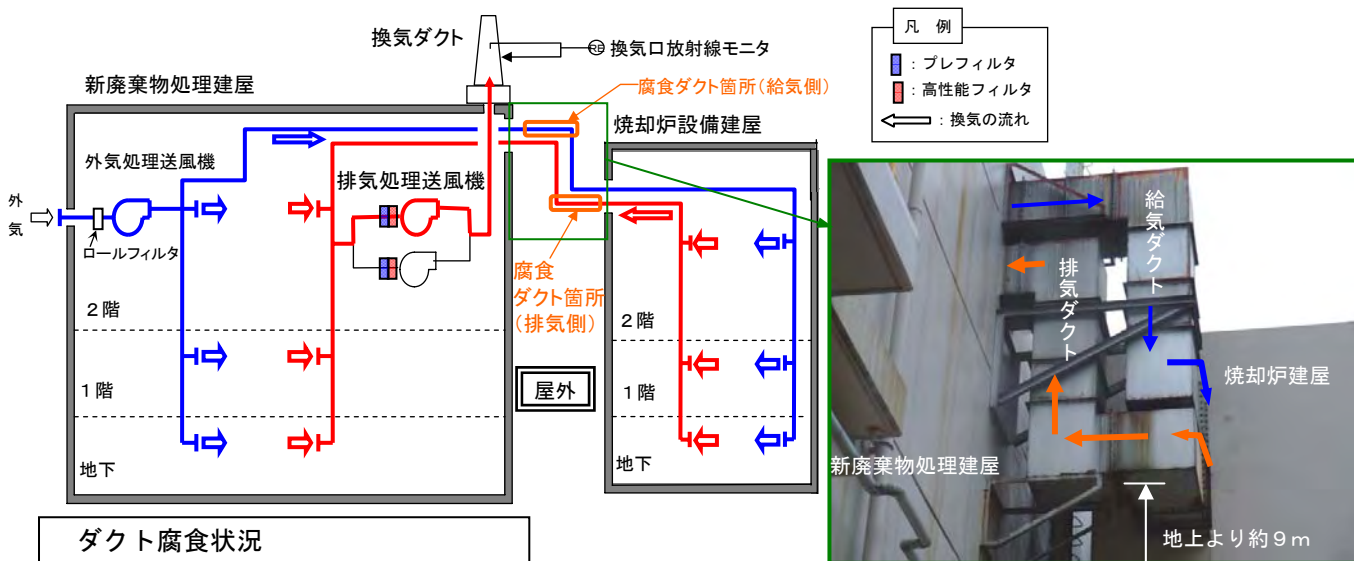 凡 例
：プレフィルタ
：高性能フィルタ
：換気の流れ
換気ダクト
RE 換気口放射線モニタ
新廃棄物処理建屋
腐食ダクト箇所(給気側)
焼却炉設備建屋
外気処理送風機
排気処理送風機
外気
ロールフィルタ
腐食
ダクト箇所
(排気側)
2階
1階
地下
屋外
2階
1階
地下
給気ダクト
排気ダクト
焼却炉建屋
新廃棄物処理建屋
地上より約9m
ダクト腐食状況